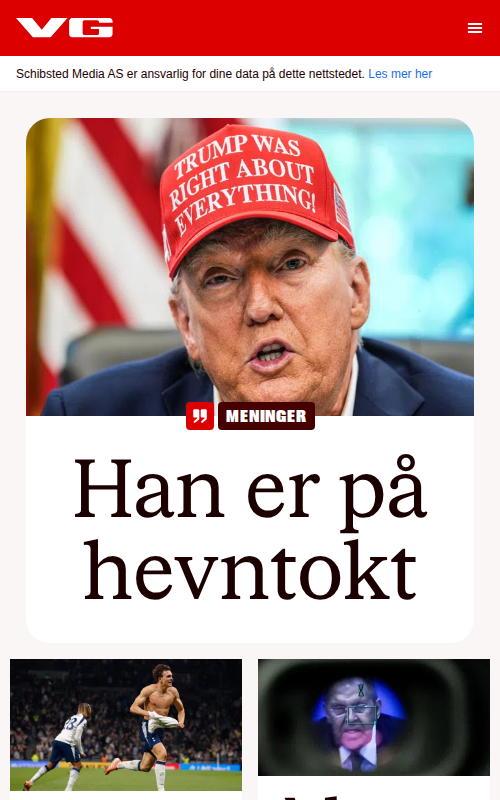 VG
Schibsted Media AS er ansvarlig for dine data på dette nettstedet. Les mer her
TRUMP WAS
RIGHT ABOUT
EVERYTHING!
MENINGER
Han er på
hevntokt
23